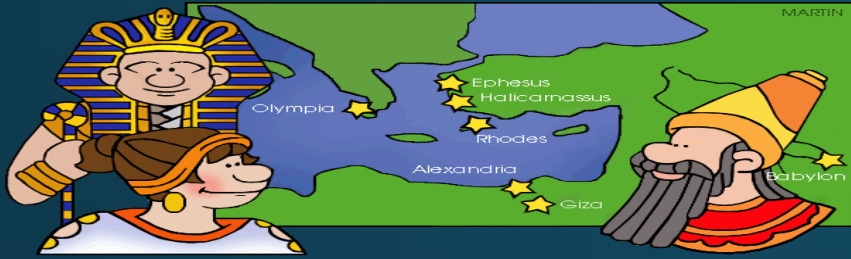 MARTIN
Ephesus
Halicarnassus
Olympia
Rhodes
Alexandria
Babylon
Giza